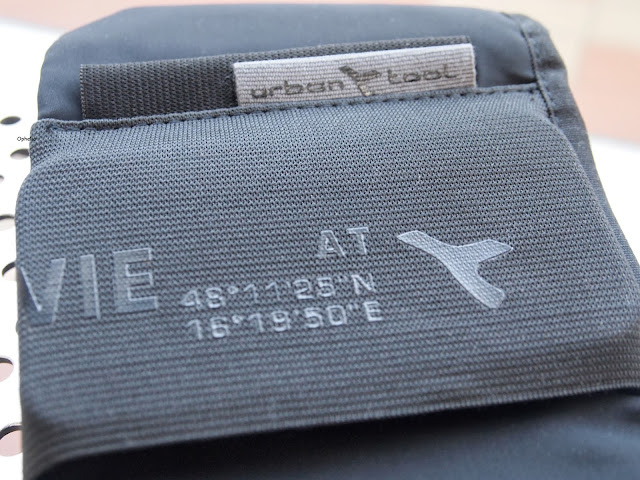 urban tool
AT
VIE
48°11'25"N
16°19'50"E